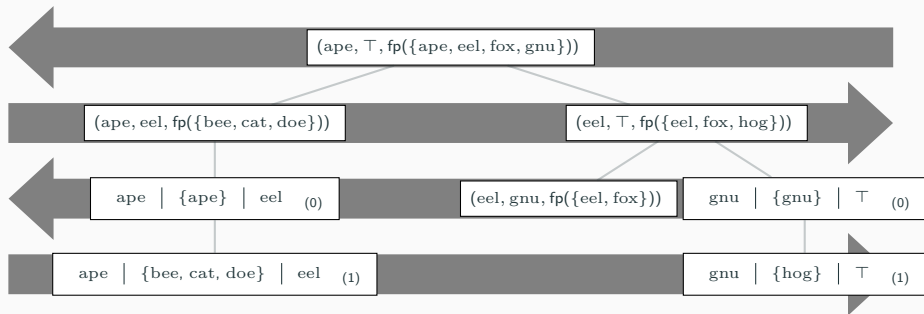 (ape, ⊤, fp({ape, eel, fox, gnu}))
(ape, eel, fp({bee, cat, doe}))
(eel, ⊤, fp({eel, fox, hog}))
ape | {ape} | eel (0)
(eel, gnu, fp({eel, fox}))
gnu | {gnu} | ⊤ (0)
ape | {bee, cat, doe} | eel (1)
gnu | {hog} | ⊤ (1)